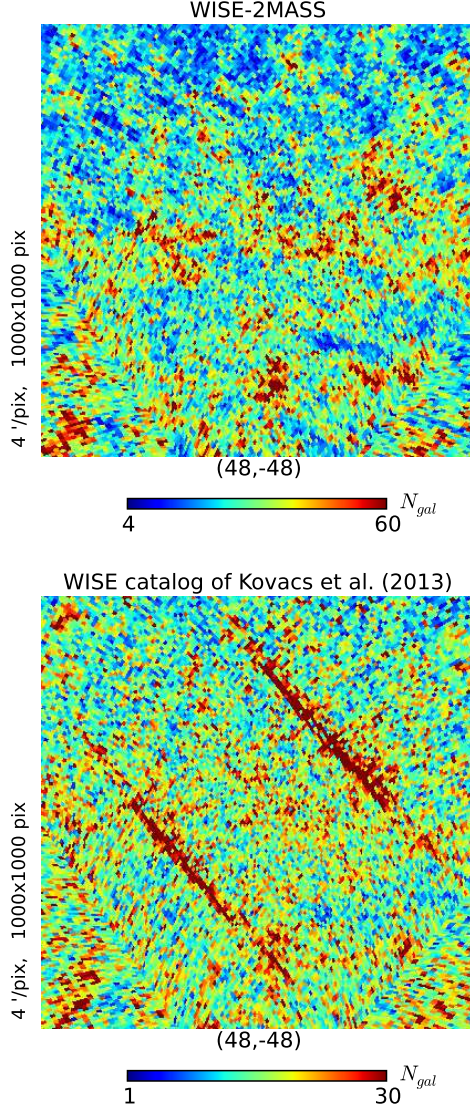 WISE-2MASS
4 '/pix, 1000x1000 pix
(48,-48)
N_gal
4 60
WISE catalog of Kovacs et al. (2013)
4 '/pix, 1000x1000 pix
(48,-48)
N_gal
1 30